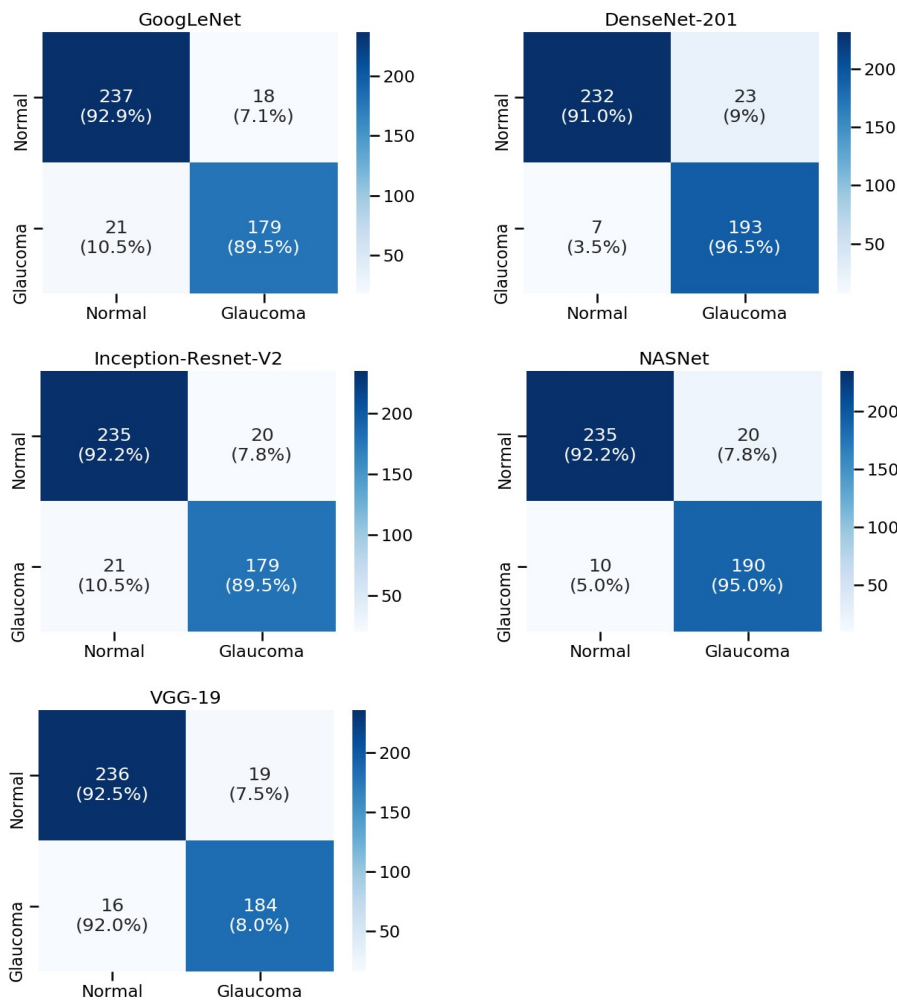 GoogLeNet
Normal
237
(92.9%)
18
(7.1%)
Glaucoma
21
(10.5%)
179
(89.5%)
Normal
Glaucoma
200
150
100
50
DenseNet-201
Normal
232
(91.0%)
23
(9%)
Glaucoma
7
(3.5%)
193
(96.5%)
Normal
Glaucoma
200
150
100
50
Inception-Resnet-V2
Normal
235
(92.2%)
20
(7.8%)
Glaucoma
21
(10.5%)
179
(89.5%)
Normal
Glaucoma
200
150
100
50
NASNet
Normal
235
(92.2%)
20
(7.8%)
Glaucoma
10
(5.0%)
190
(95.0%)
Normal
Glaucoma
200
150
100
50
VGG-19
Normal
236
(92.5%)
19
(7.5%)
Glaucoma
16
(92.0%)
184
(8.0%)
Normal
Glaucoma
200
150
100
50